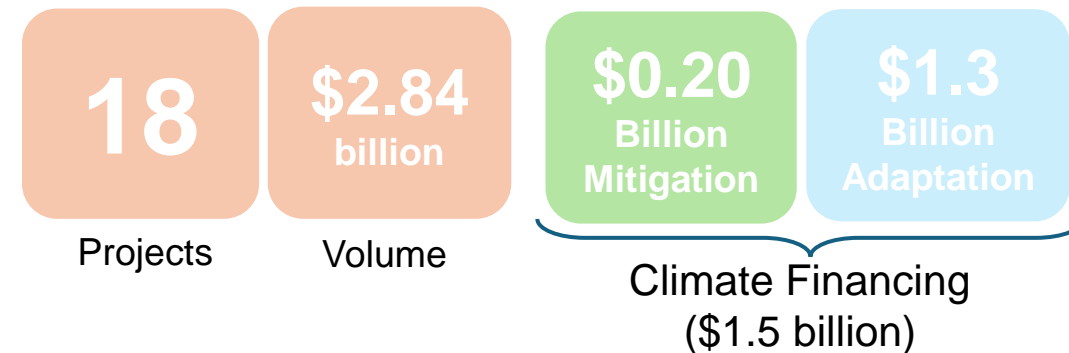 18
Projects
$2.84
billion
Volume
$0.20
Billion
Mitigation
$1.3
Billion
Adaptation
Climate Financing
($1.5 billion)